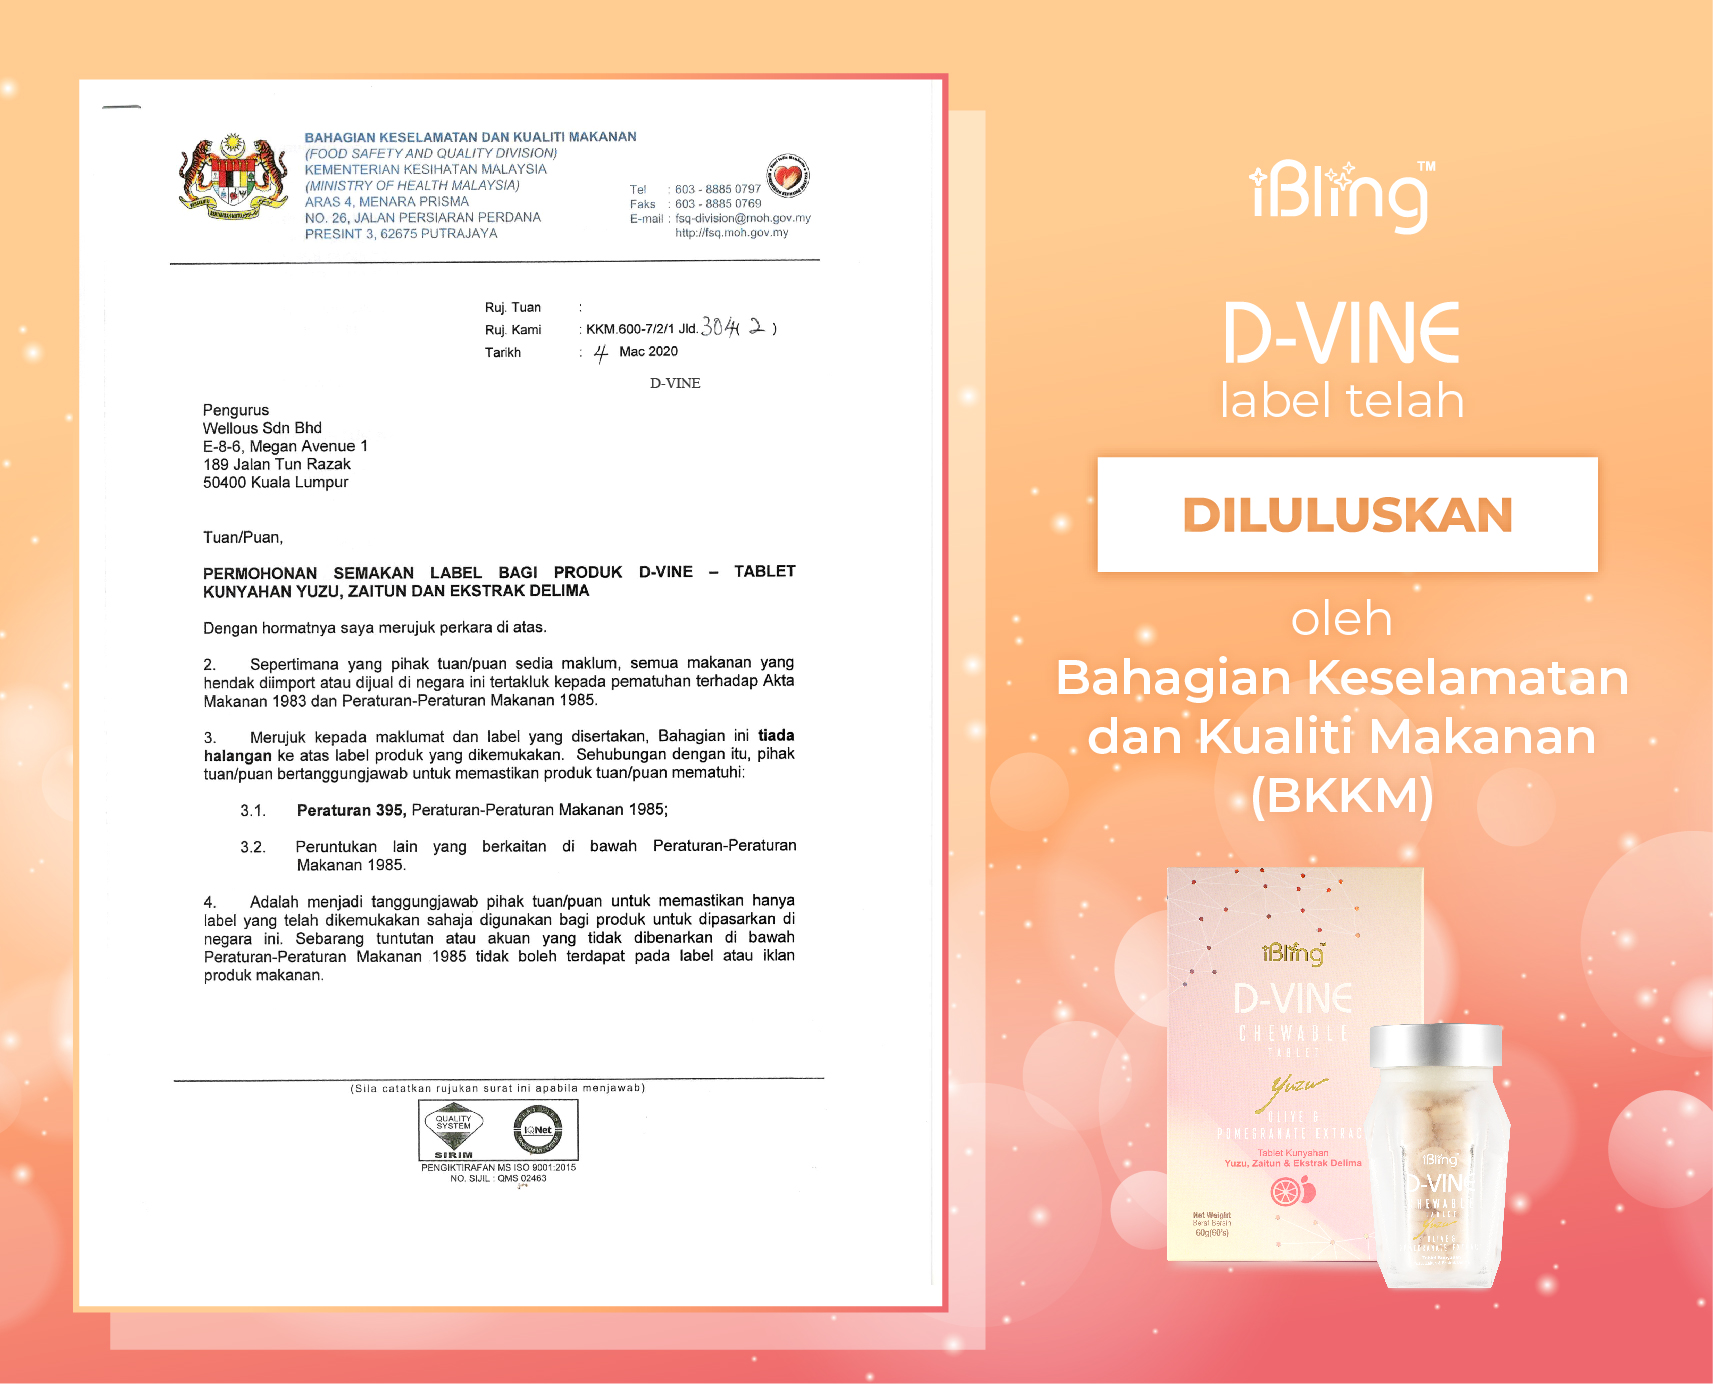 BAHAGIAN KESELAMATAN DAN KUALITI MAKANAN
(FOOD SAFETY AND QUALITY DIVISION)
KEMENTERIAN KESIHATAN MALAYSIA
(MINISTRY OF HEALTH MALAYSIA)
ARAS 4, MENARA PRISMA
NO. 26, JALAN PERSIARAN PERDANA
PRESINT 3, 62675 PUTRAJAYA
Tel : 603 - 8885 0797
Faks : 603 - 8885 0769
E-mail : fsq-division@moh.gov.my
http://fsq.moh.gov.my
Ruj. Tuan :
Ruj. Kami : KKM.600-7/2/1 Jld.304( 2 )
Tarikh : 4 Mac 2020
D-VINE
Pengurus
Wellous Sdn Bhd
E-8-6, Megan Avenue 1
189 Jalan Tun Razak
50400 Kuala Lumpur
Tuan/Puan,
PERMOHONAN SEMAKAN LABEL BAGI PRODUK D-VINE – TABLET
KUNYAHAN YUZU, ZAITUN DAN EKSTRAK DELIMA
Dengan hormatnya saya merujuk perkara di atas.
2. Sepertimana yang pihak tuan/puan sedia maklum, semua makanan yang
hendak diimport atau dijual di negara ini tertakluk kepada pematuhan terhadap Akta
Makanan 1983 dan Peraturan-Peraturan Makanan 1985.
3. Merujuk kepada maklumat dan label yang disertakan, Bahagian ini tiada
halangan ke atas label produk yang dikemukakan. Sehubungan dengan itu, pihak
tuan/puan bertanggungjawab untuk memastikan produk tuan/puan mematuhi:
3.1. Peraturan 395, Peraturan-Peraturan Makanan 1985;
3.2. Peruntukan lain yang berkaitan di bawah Peraturan-Peraturan
Makanan 1985.
4. Adalah menjadi tanggungjawab pihak tuan/puan untuk memastikan hanya
label yang telah dikemukakan sahaja digunakan bagi produk untuk dipasarkan di
negara ini. Sebarang tuntutan atau akuan yang tidak dibenarkan di bawah
Peraturan-Peraturan Makanan 1985 tidak boleh terdapat pada label atau iklan
produk makanan.
(Sila catatkan rujukan surat ini apabila menjawab)
QUALITY
SYSTEM
SIRIM
IQNet
PENGIKTIRAFAN MS ISO 9001:2015
NO. SIJIL : QMS 02463
iBling™
D-VINE
label telah
DILULUSKAN
oleh
Bahagian Keselamatan
dan Kualiti Makanan
(BKKM)
iBling™
D-VINE
CHEWABLE
TABLET
Yuzu
OLIVE &
POMEGRANATE EXTRAC
Tablet Kunyahan
Yuzu, Zaitun & Ekstrak Delima
Net Weight
Berat Bersih
60g(60's)
iBling
D-VINE
CHEWABLE
Yuzu